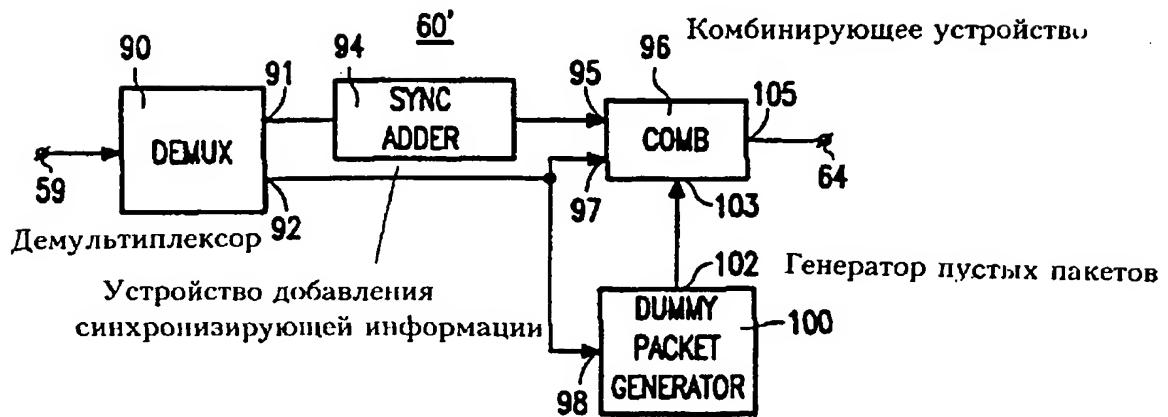 60'
Комбинирующее устройство
90
91
94
95
96
105
SYNC
ADDER
DEMUX
COMB
59
92
97
103
64
Демультиплексор
102
Генератор пустых пакетов
Устройство добавления
синхронизирующей информации
DUMMY
PACKET
GENERATOR
100
98